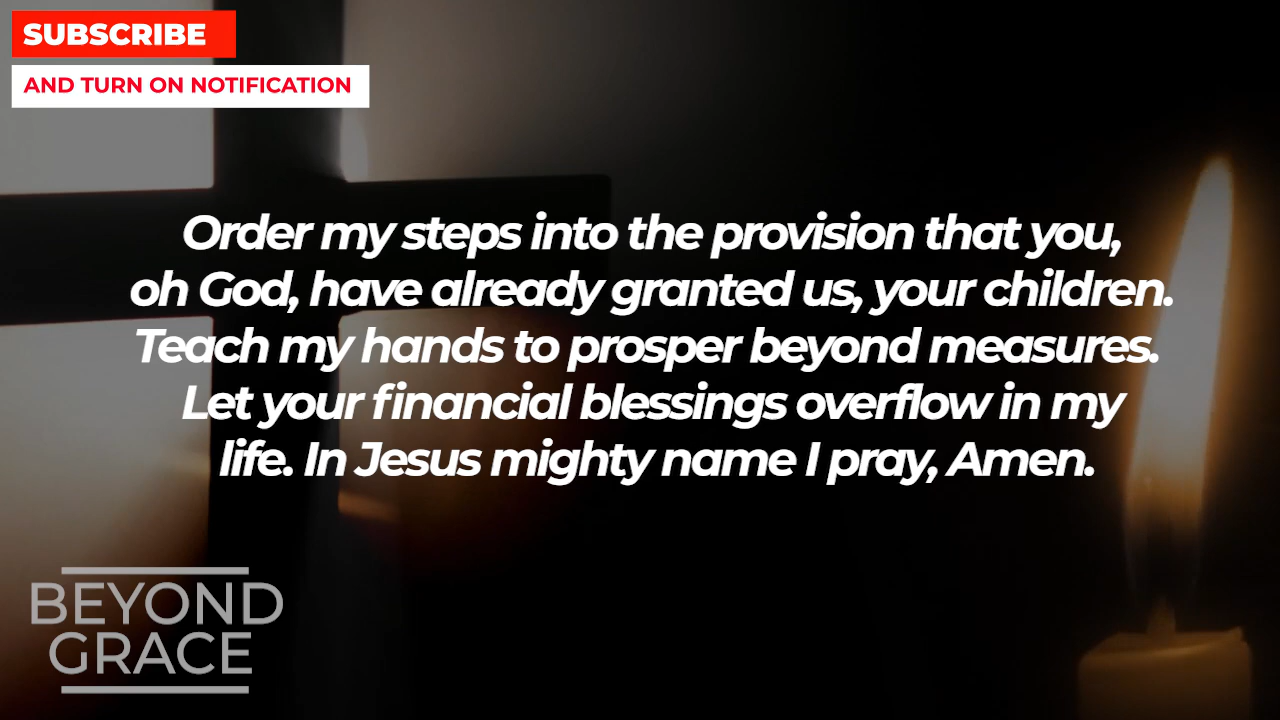 SUBSCRIBE
AND TURN ON NOTIFICATION
Order my steps into the provision that you,
oh God, have already granted us, your children.
Teach my hands to prosper beyond measures.
Let your financial blessings overflow in my
life. In Jesus mighty name I pray, Amen.
BEYOND
GRACE